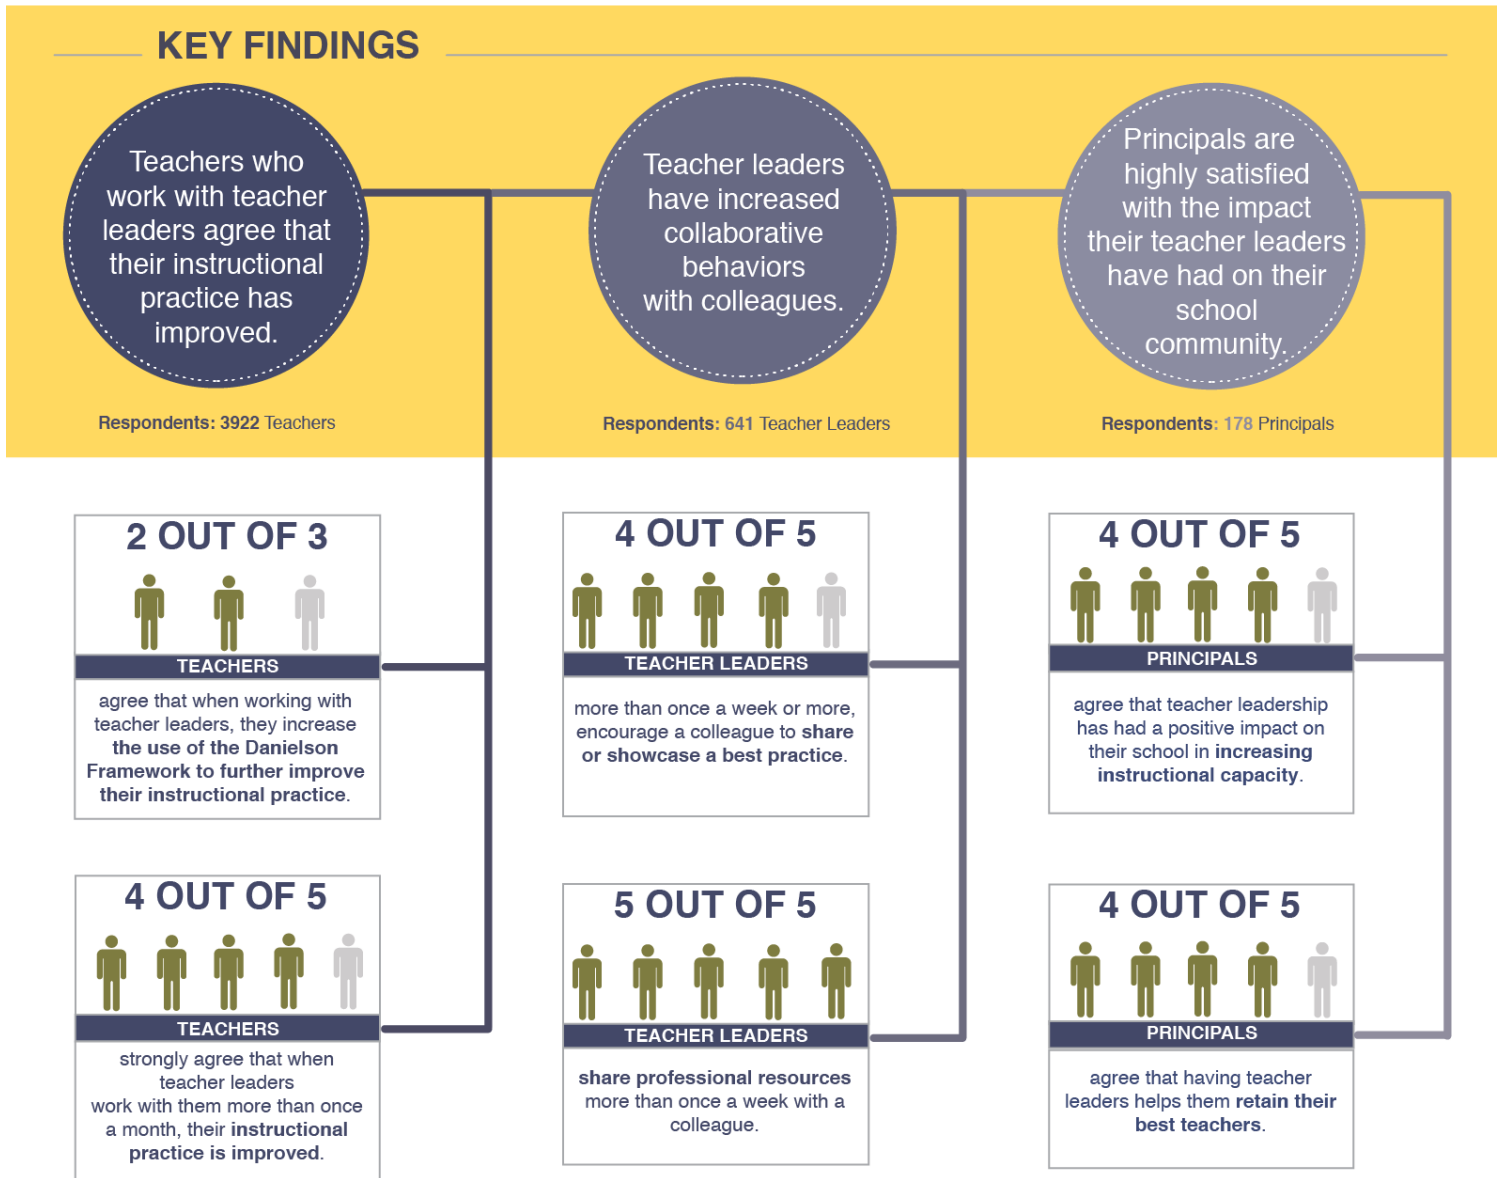 KEY FINDINGS
Teachers who
work with teacher
leaders agree that
their instructional
practice has
improved.
Respondents: 3922 Teachers
Teacher leaders
have increased
collaborative
behaviors
with colleagues.
Respondents: 641 Teacher Leaders
Principals are
highly satisfied
with the impact
their teacher leaders
have had on their
school
community.
Respondents: 178 Principals
2 OUT OF 3
TEACHERS
agree that when working with
teacher leaders, they increase
the use of the Danielson
Framework to further improve
their instructional practice.
4 OUT OF 5
TEACHER LEADERS
more than once a week or more,
encourage a colleague to share
or showcase a best practice.
4 OUT OF 5
PRINCIPALS
agree that teacher leadership
has had a positive impact on
their school in increasing
instructional capacity.
4 OUT OF 5
TEACHERS
strongly agree that when
teacher leaders
work with them more than once
a month, their instructional
practice is improved.
5 OUT OF 5
TEACHER LEADERS
share professional resources
more than once a week with a
colleague.
4 OUT OF 5
PRINCIPALS
agree that having teacher
leaders helps them retain their
best teachers.